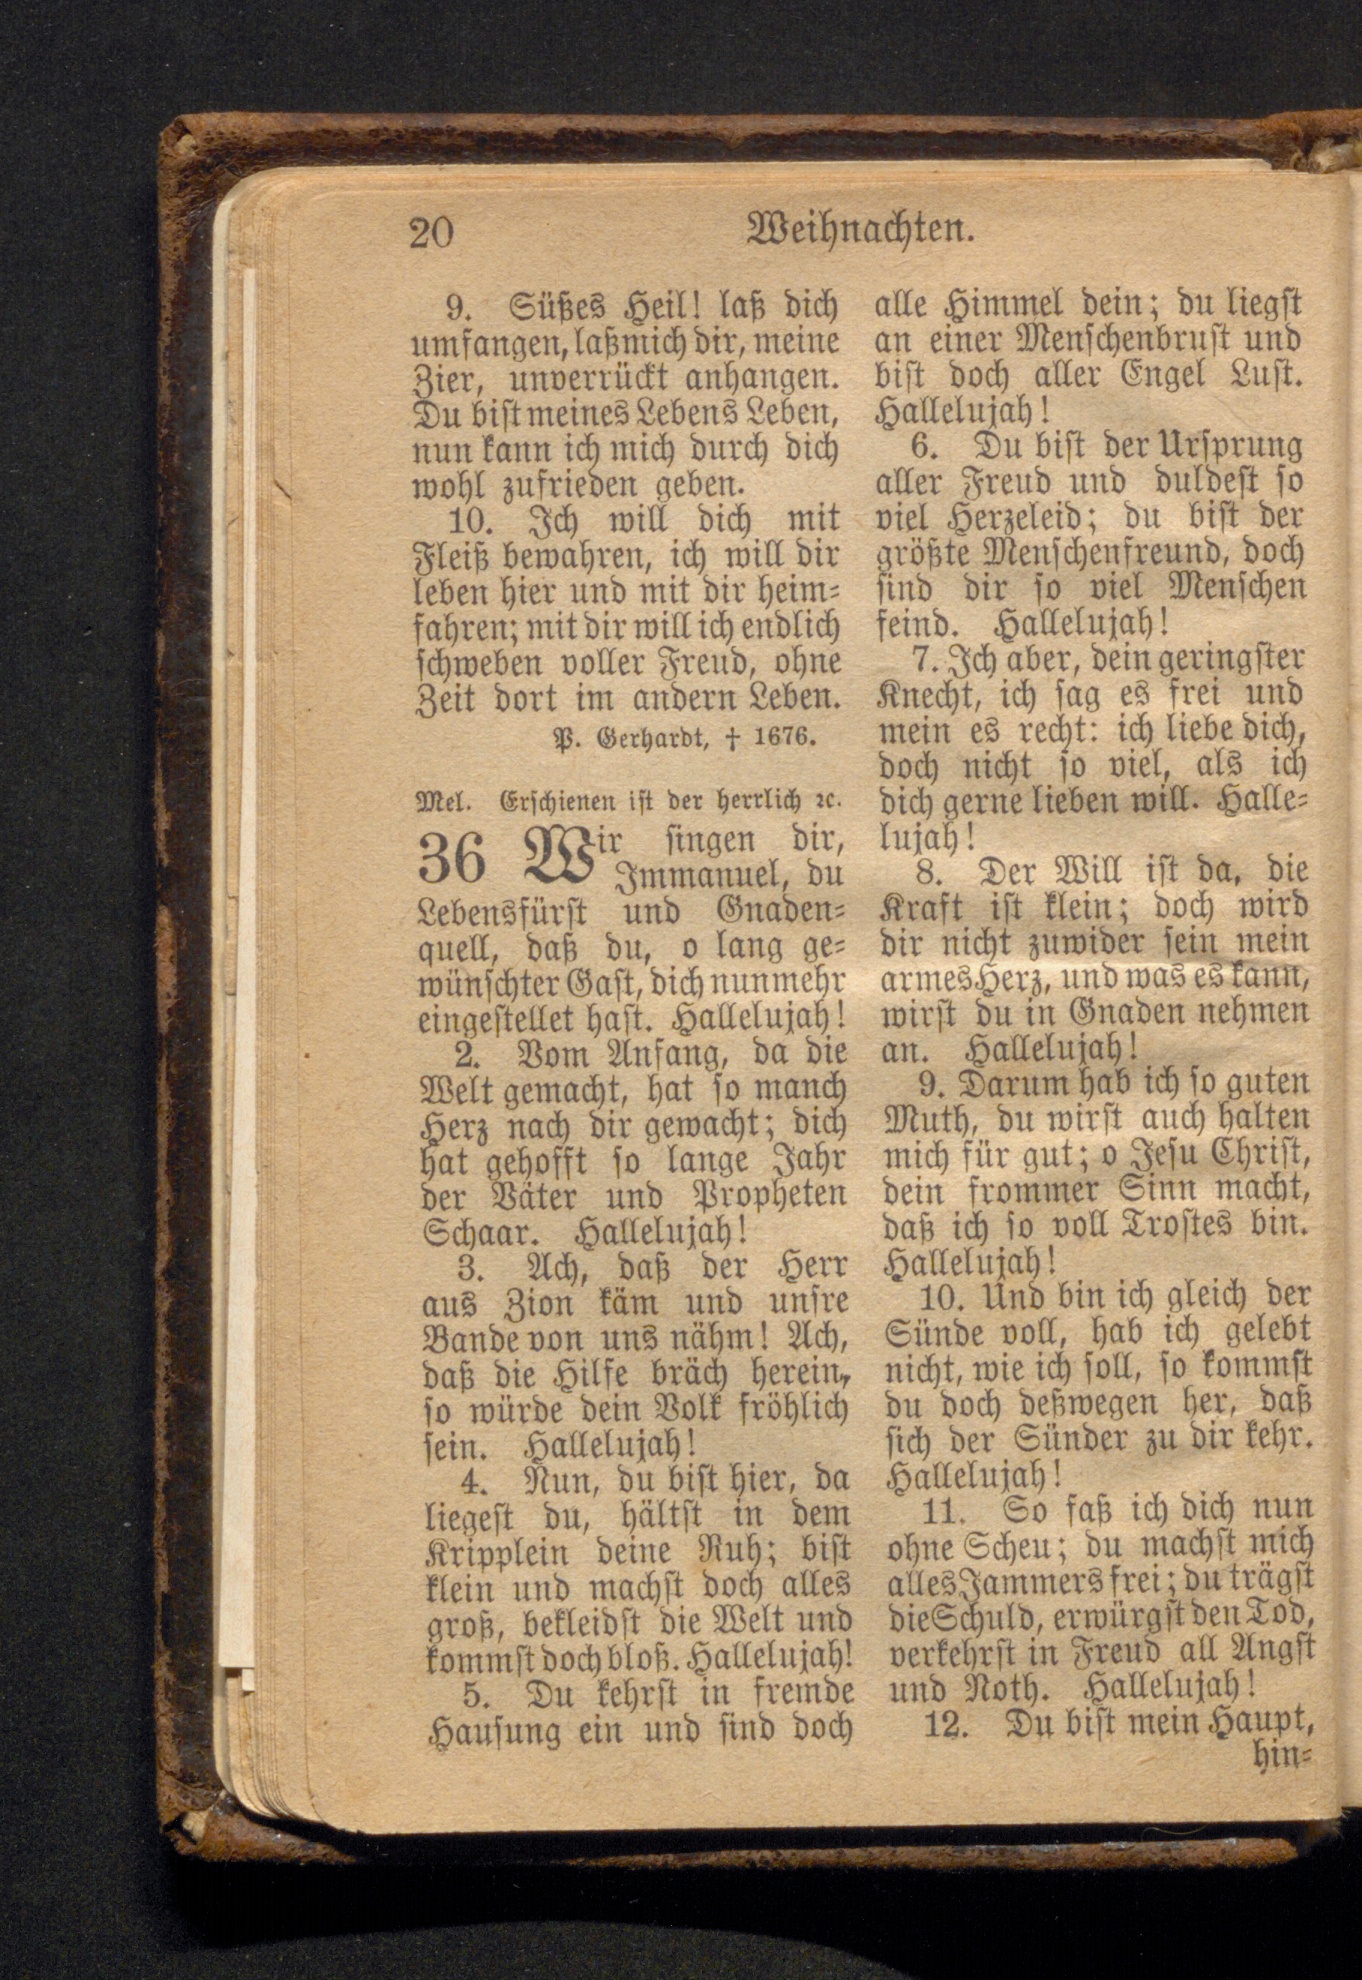 20
Weihnachten.
9. Süßes Heil! laß dich
umfangen, laß mich dir, meine
Zier, unverrückt anhangen.
Du bist meines Lebens Leben,
nun kann ich mich durch dich
wohl zufrieden geben.
10. Ich will dich mit
Fleiß bewahren, ich will dir
leben hier und mit dir heim-
fahren; mit dir will ich endlich
schweben voller Freud, ohne
Zeit dort im andern Leben.
P. Gerhardt, † 1676.
Mel. Erschienen ist der herrlich ꝛc.
36 Wir singen dir,
Immanuel, du
Lebensfürst und Gnaden-
quell, daß du, o lang ge-
wünschter Gast, dich nunmehr
eingestellet hast. Hallelujah!
2. Vom Anfang, da die
Welt gemacht, hat so manch
Herz nach dir gewacht; dich
hat gehofft so lange Jahr
der Väter und Propheten
Schaar. Hallelujah!
3. Ach, daß der Herr
aus Zion käm und unsre
Bande von uns nähm! Ach,
daß die Hilfe bräch herein,
so würde dein Volk fröhlich
sein. Hallelujah!
4. Nun, du bist hier, da
liegest du, hältst in dem
Kripplein deine Ruh; bist
klein und machst doch alles
groß, bekleidst die Welt und
kommst doch bloß. Hallelujah!
5. Du kehrst in fremde
Hausung ein und sind doch
alle Himmel dein; du liegst
an einer Menschenbrust und
bist doch aller Engel Lust.
Hallelujah!
6. Du bist der Ursprung
aller Freud und duldest so
viel Herzeleid; du bist der
größte Menschenfreund, doch
sind dir so viel Menschen
feind. Hallelujah!
7. Ich aber, dein geringster
Knecht, ich sag es frei und
mein es recht: ich liebe dich,
doch nicht so viel, als ich
dich gerne lieben will. Halle-
lujah!
8. Der Will ist da, die
Kraft ist klein; doch wird
dir nicht zuwider sein mein
armes Herz, und was es kann,
wirst du in Gnaden nehmen
an. Hallelujah!
9. Darum hab ich so guten
Muth, du wirst auch halten
mich für gut; o Jesu Christ,
dein frommer Sinn macht,
daß ich so voll Trostes bin.
Hallelujah!
10. Und bin ich gleich der
Sünde voll, hab ich gelebt
nicht, wie ich soll, so kommst
du doch deßwegen her, daß
sich der Sünder zu dir kehr.
Hallelujah!
11. So faß ich dich nun
ohne Scheu; du machst mich
alles Jammers frei; du trägst
die Schuld, erwürgst den Tod,
verkehrst in Freud all Angst
und Noth. Hallelujah!
12. Du bist mein Haupt,
hin-